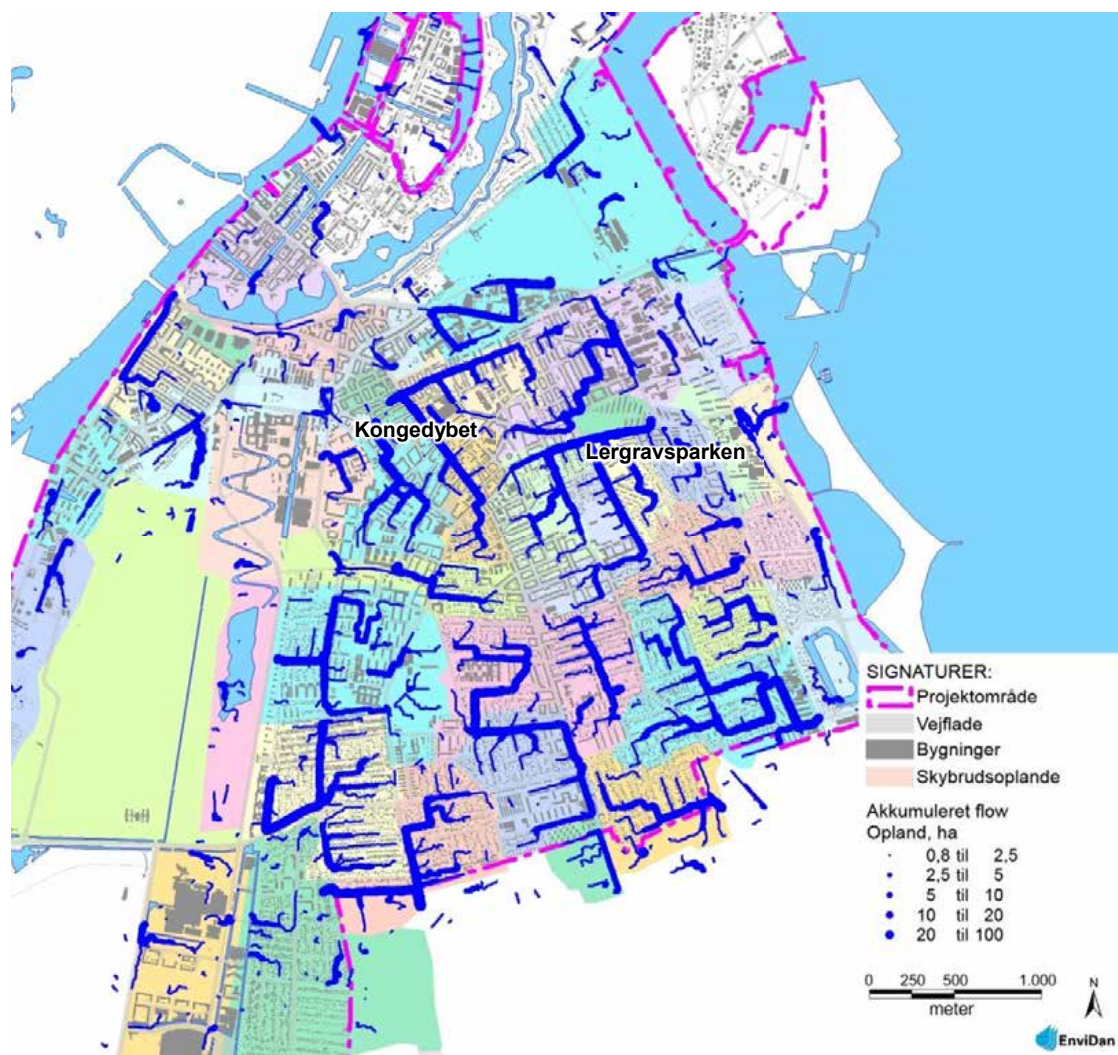 Kongedybet
Lergravsparken
SIGNATURER:
Projektområde
Vejflade
Bygninger
Skybrudsoplande
Akkumuleret flow
Opland, ha
0,8 til 2,5
2,5 til 5
5 til 10
10 til 20
20 til 100
0 250 500 1.000
meter
N
EnviDan